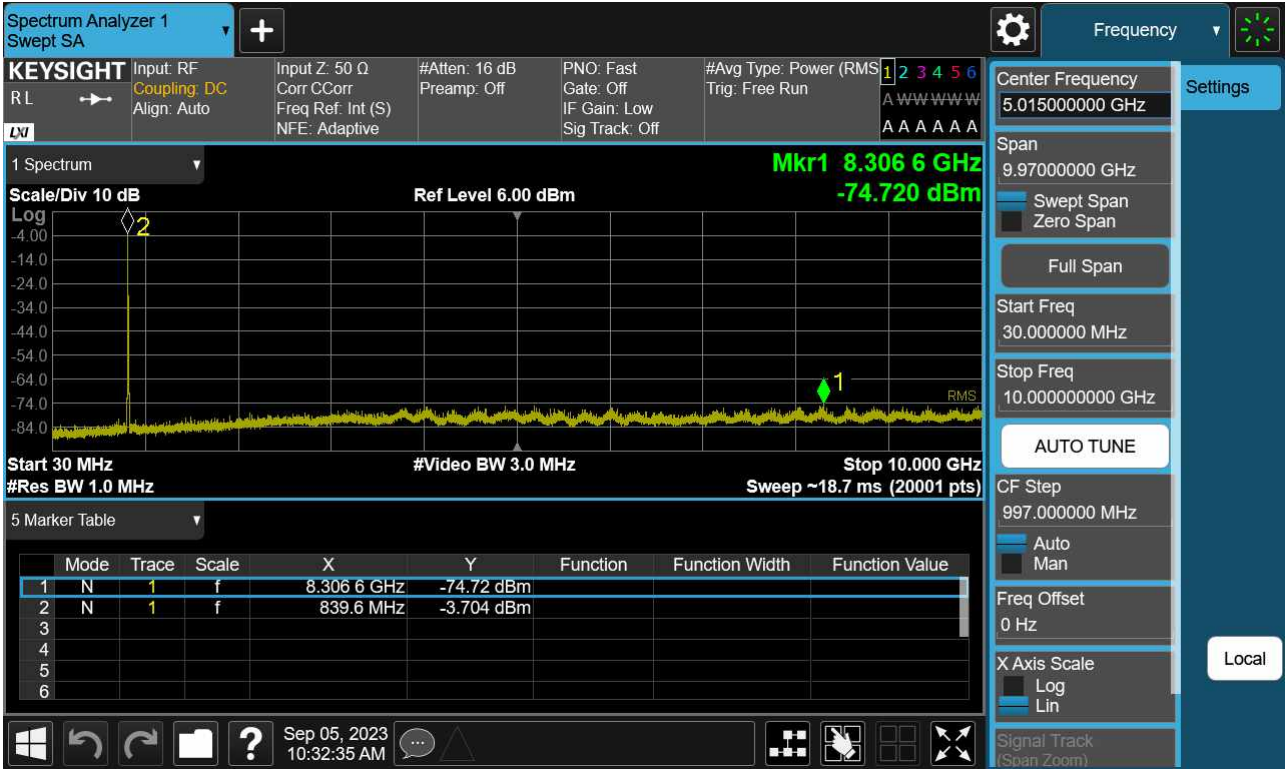 Spectrum Analyzer 1
Swept SA
Frequency
KEYSIGHT
RL
LXI
Input: RF
Coupling: DC
Align: Auto
Input Z: 50 Ω
Corr CCorr
Freq Ref: Int (S)
NFE: Adaptive
#Atten: 16 dB
Preamp: Off
PNO: Fast
Gate: Off
IF Gain: Low
Sig Track: Off
#Avg Type: Power (RMS
Trig: Free Run
1 2 3 4 5 6
A W W W W W
A A A A A A
1 Spectrum
Mkr1 8.306 6 GHz
Scale/Div 10 dB
Ref Level 6.00 dBm
-74.720 dBm
Log
2
-4.00
-14.0
-24.0
-34.0
-44.0
-54.0
-64.0
1
-74.0
RMS
-84.0
Start 30 MHz
#Video BW 3.0 MHz
Stop 10.000 GHz
#Res BW 1.0 MHz
Sweep ~18.7 ms (20001 pts)
5 Marker Table
Mode Trace Scale X Y Function Function Width Function Value
1 N 1 f 8.306 6 GHz -74.72 dBm
2 N 1 f 839.6 MHz -3.704 dBm
3
4
5
6
Sep 05, 2023
10:32:35 AM
Center Frequency
5.015000000 GHz
Span
9.97000000 GHz
Swept Span
Zero Span
Full Span
Start Freq
30.000000 MHz
Stop Freq
10.000000000 GHz
AUTO TUNE
CF Step
997.000000 MHz
Auto
Man
Freq Offset
0 Hz
X Axis Scale
Log
Lin
Signal Track
(Span Zoom)
Settings
Local